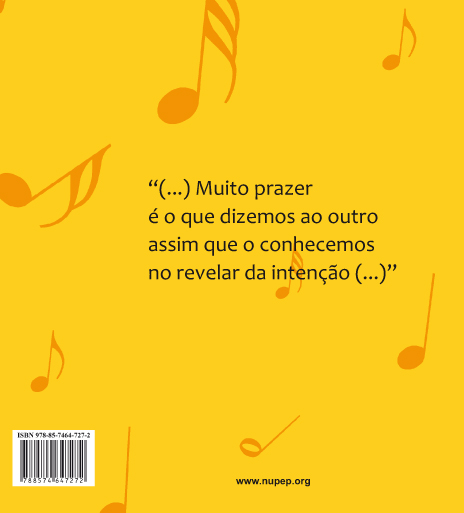 “(...) Muito prazer
é o que dizemos ao outro
assim que o conhecemos
no revelar da intenção (...)”
ISBN 978-85-7464-727-2
9788574647272
www.nupep.org